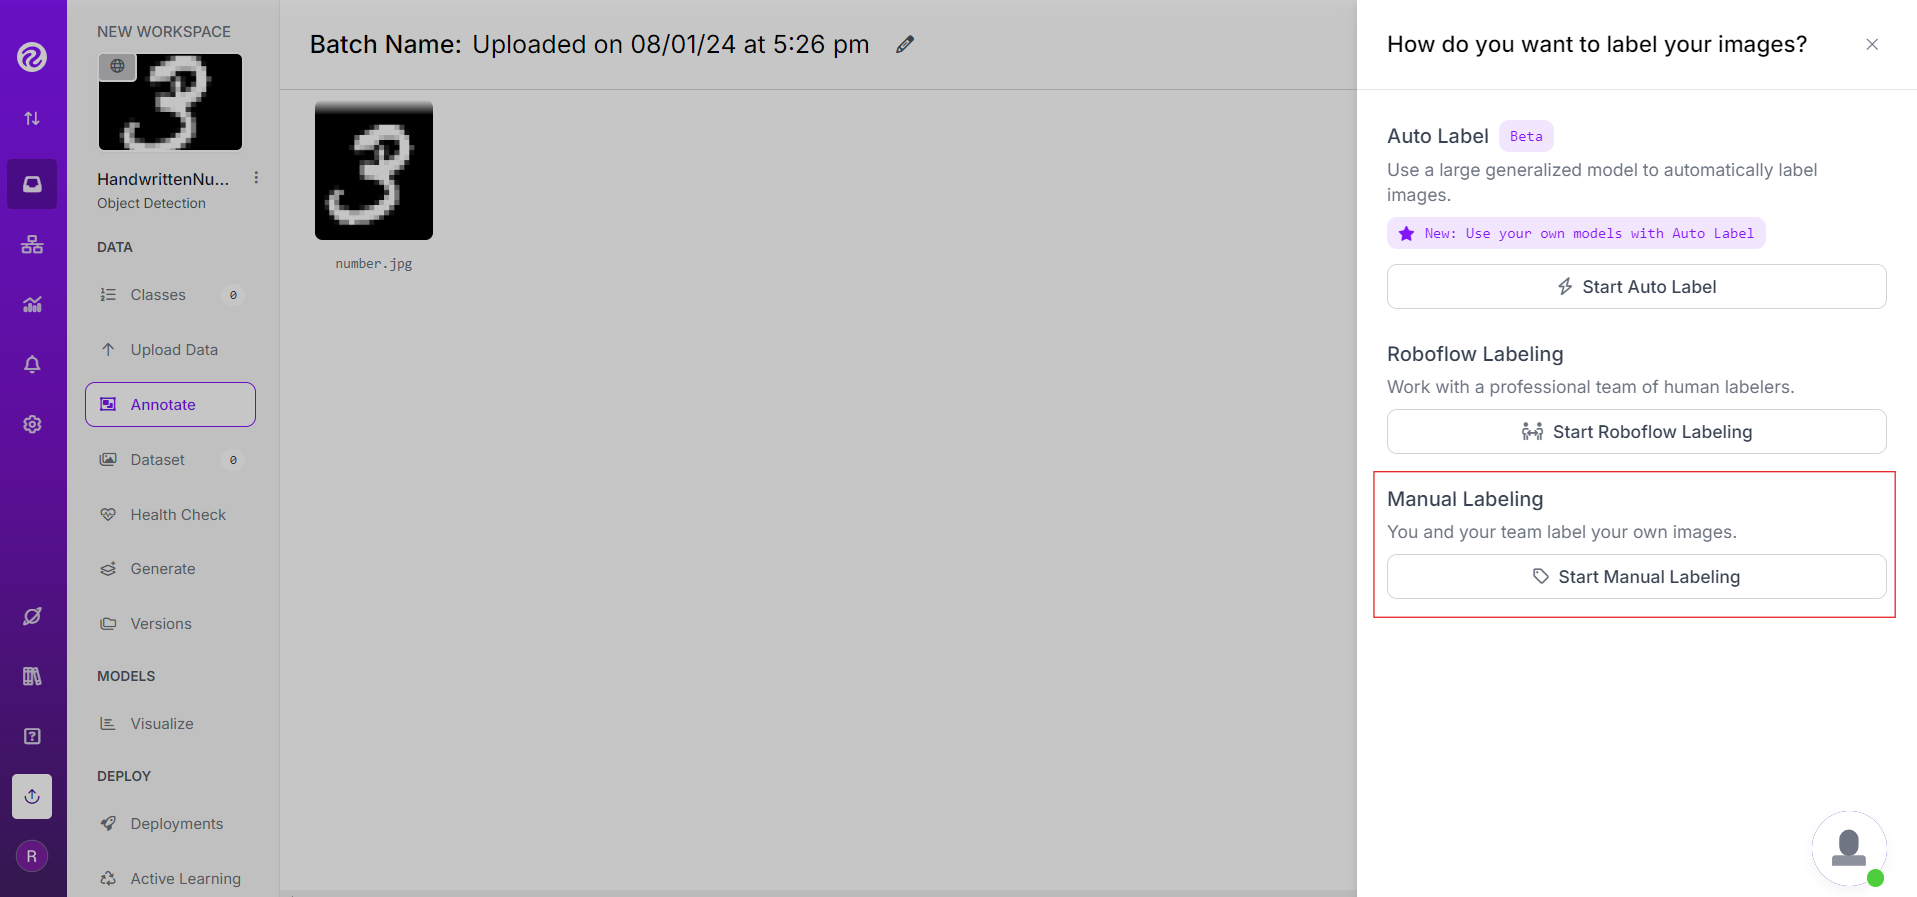 NEW WORKSPACE
HandwrittenNu...
Object Detection
DATA
Classes 0
Upload Data
Annotate
Dataset 0
Health Check
Generate
Versions
MODELS
Visualize
DEPLOY
Deployments
Active Learning
R
Batch Name: Uploaded on 08/01/24 at 5:26 pm
3
3
number.jpg
How do you want to label your images?
Auto Label Beta
Use a large generalized model to automatically label
images.
New: Use your own models with Auto Label
Start Auto Label
Roboflow Labeling
Work with a professional team of human labelers.
Start Roboflow Labeling
Manual Labeling
You and your team label your own images.
Start Manual Labeling